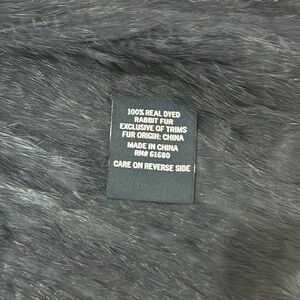 100% REAL DYED
RABBIT FUR
EXCLUSIVE OF TRIMS
FUR ORIGIN: CHINA
MADE IN CHINA
RN# 61680
CARE ON REVERSE SIDE